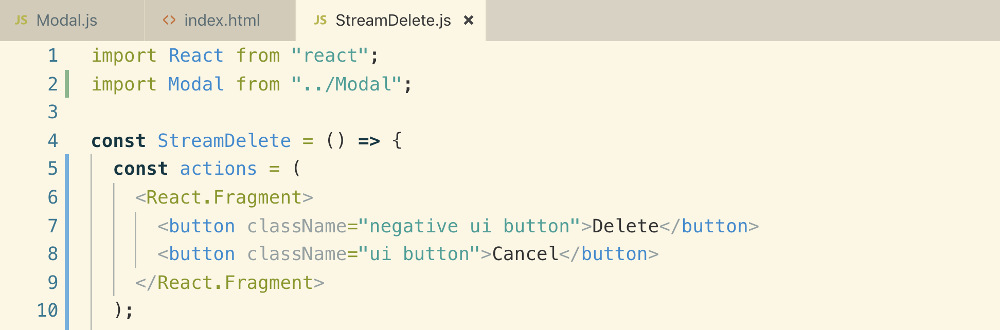 JS Modal.js <> index.html JS StreamDelete.js ×
1 import React from "react";
2 import Modal from "../Modal";
3
4 const StreamDelete = () => {
5 const actions = (
6 <React.Fragment>
7 <button className="negative ui button">Delete</button>
8 <button className="ui button">Cancel</button>
9 </React.Fragment>
10 );